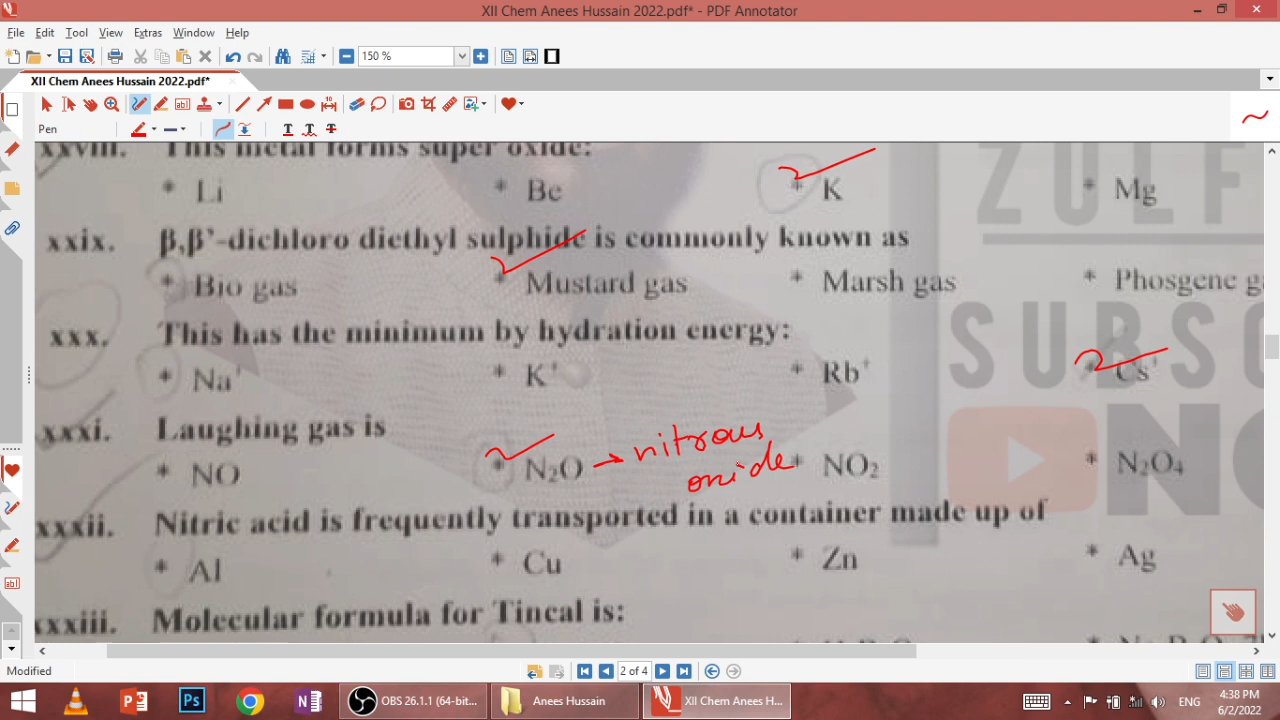 XII Chem Anees Hussain 2022.pdf* - PDF Annotator
File Edit Tool View Extras Window Help
150 %
XII Chem Anees Hussain 2022.pdf*
Pen
xxviii. This metal forms super oxide:
* Li * Be * K * Mg
xxix. β,β'-dichloro diethyl sulphide is commonly known as
* Bio gas * Mustard gas * Marsh gas * Phosgene g
xxx. This has the minimum by hydration energy:
* Na⁺ * K⁺ * Rb⁺ * Cs⁺
xxxi. Laughing gas is
* NO * N₂O → nitrous oxide * NO₂ * N₂O₄
xxxii. Nitric acid is frequently transported in a container made up of
* Al * Cu * Zn * Ag
xxxiii. Molecular formula for Tincal is:
ZULF
SUBS
NO
Modified 2 of 4
OBS 26.1.1 (64-bit... Anees Hussain XII Chem Anees H... ENG 4:38 PM
6/2/2022